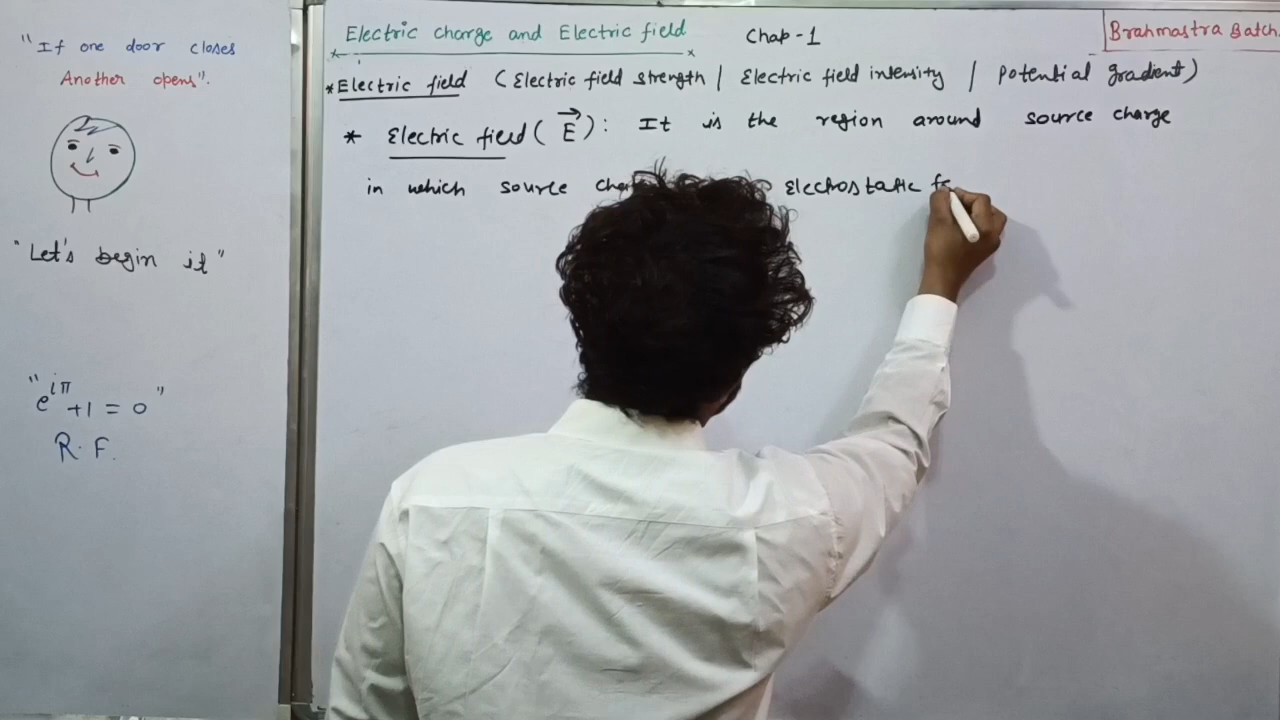 "If one door closes
Another opens".
"Let's begin it"
"e^iπ +1 = 0"
R. F.
Electric charge and Electric field Chap-1
Brahmastra Batch
* Electric field (Electric field strength | Electric field intensity / Potential gradient)
* Electric field (E⃗): It is the region around source charge
in which source Electrostatic